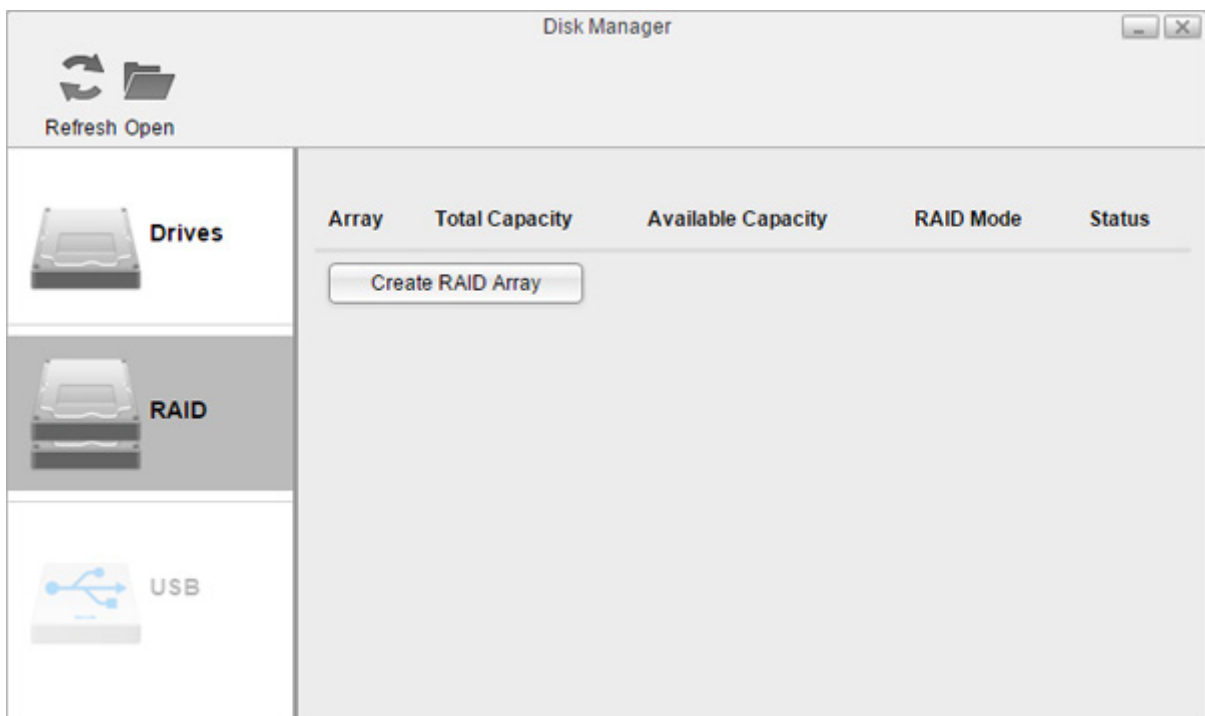 Disk Manager
Refresh Open
Drives
Array Total Capacity Available Capacity RAID Mode Status
Create RAID Array
RAID
USB